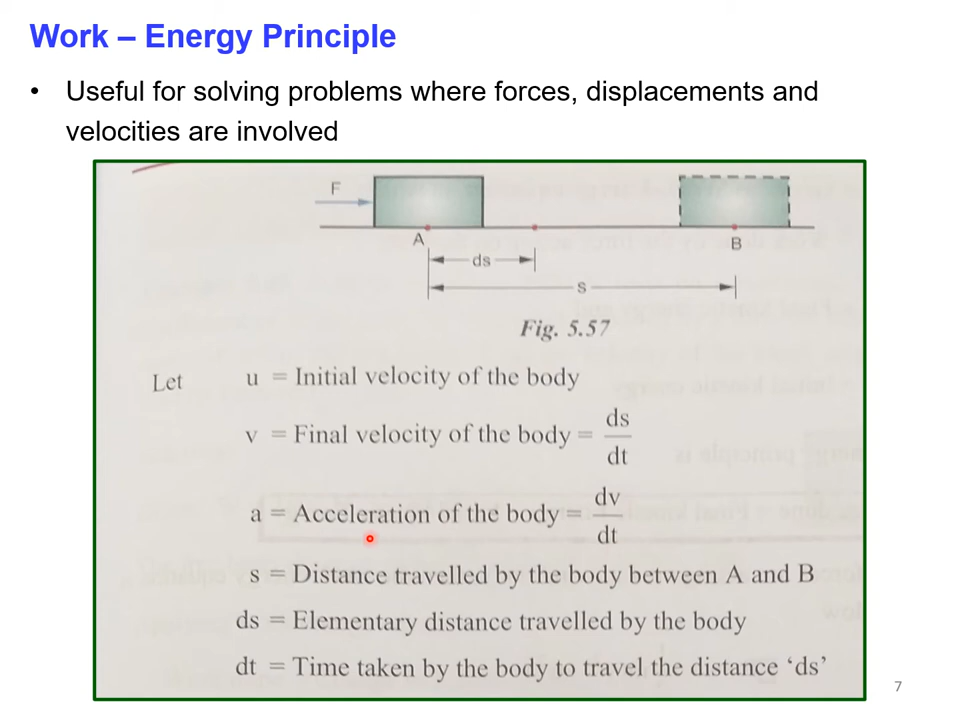 Work – Energy Principle
• Useful for solving problems where forces, displacements and
velocities are involved
F
A
B
ds
s
Fig. 5.57
Let u = Initial velocity of the body
v = Final velocity of the body = ds/dt
a = Acceleration of the body = dv/dt
s = Distance travelled by the body between A and B
ds = Elementary distance travelled by the body
dt = Time taken by the body to travel the distance ‘ds’
7